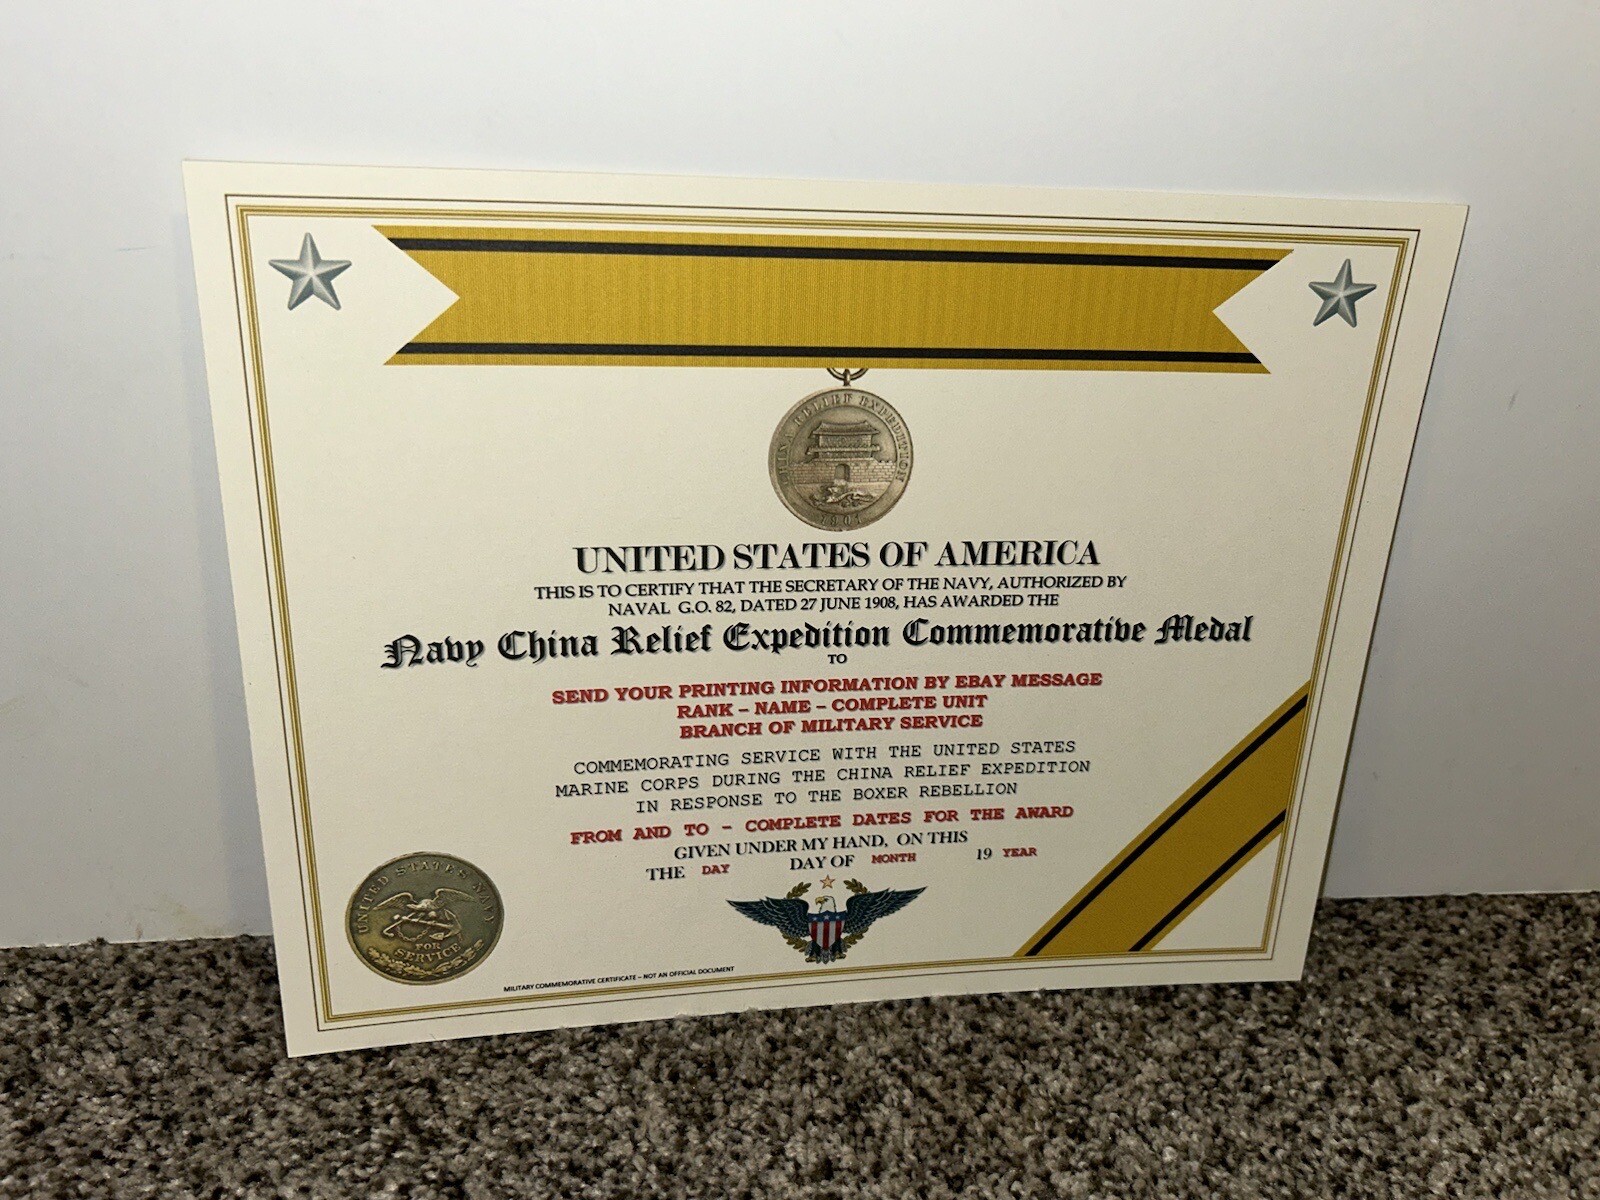 CHINA RELIEF EXPEDITION
1901
UNITED STATES OF AMERICA
THIS IS TO CERTIFY THAT THE SECRETARY OF THE NAVY, AUTHORIZED BY
NAVAL G.O. 82, DATED 27 JUNE 1908, HAS AWARDED THE
Navy China Relief Expedition Commemorative Medal
TO
SEND YOUR PRINTING INFORMATION BY EBAY MESSAGE
RANK – NAME – COMPLETE UNIT
BRANCH OF MILITARY SERVICE
COMMEMORATING SERVICE WITH THE UNITED STATES
MARINE CORPS DURING THE CHINA RELIEF EXPEDITION
IN RESPONSE TO THE BOXER REBELLION
FROM AND TO – COMPLETE DATES FOR THE AWARD
GIVEN UNDER MY HAND, ON THIS
THE DAY DAY OF MONTH 19 YEAR
UNITED STATES NAVY
FOR
SERVICE
MILITARY COMMEMORATIVE CERTIFICATE – NOT AN OFFICIAL DOCUMENT